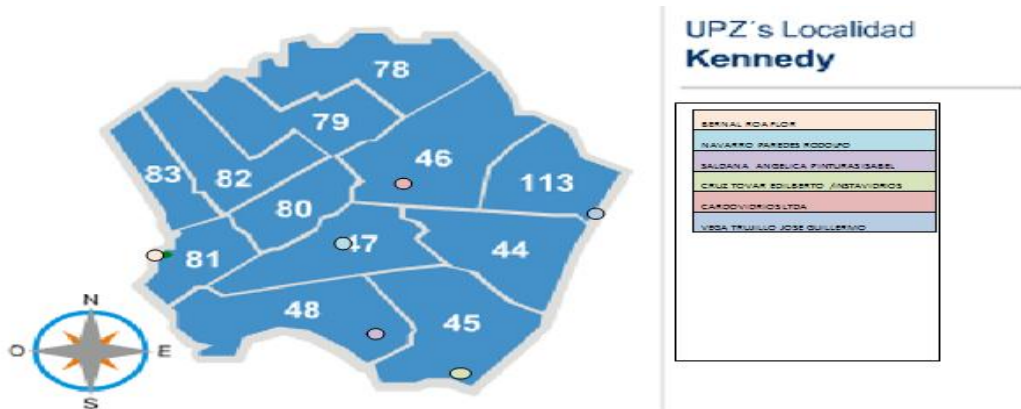 UPZ´s Localidad
Kennedy
BERNAL ROA FLOR
NAVARRO PAREDES RODOLFO
SALDANA ANGELICA PINTURAS ISABEL
CRUZ TOVAR EDILBERTO /INSTAVIDRIOS
CARDOVIDRIOS LTDA
VEGA TRUJILLO JOSE GUILLERMO
78
79
46
83
82
113
80
47
44
81
48
45
N
O
E
S